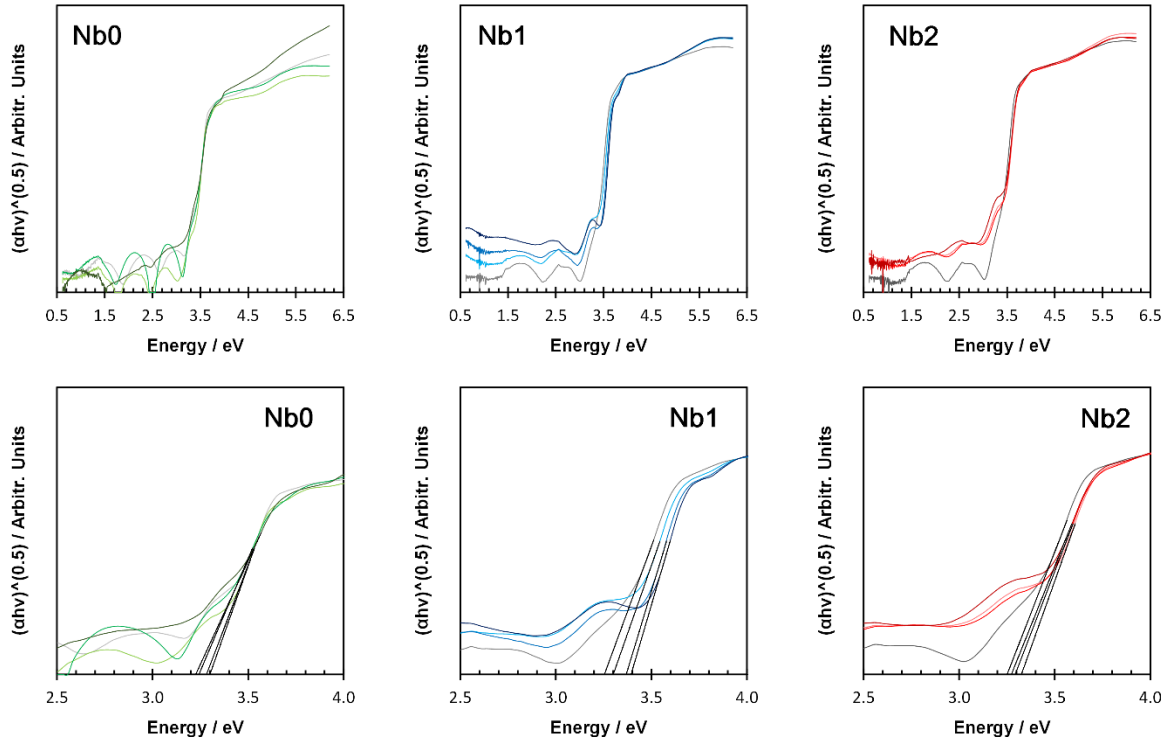 Nb0
(αhν)^(0.5) / Arbitr. Units
0.5 1.5 2.5 3.5 4.5 5.5 6.5
Energy / eV
Nb1
(αhν)^(0.5) / Arbitr. Units
0.5 1.5 2.5 3.5 4.5 5.5 6.5
Energy / eV
Nb2
(αhν)^(0.5) / Arbitr. Units
0.5 1.5 2.5 3.5 4.5 5.5 6.5
Energy / eV
Nb0
(αhν)^(0.5) / Arbitr. Units
2.5 3.0 3.5 4.0
Energy / eV
Nb1
(αhν)^(0.5) / Arbitr. Units
2.5 3.0 3.5 4.0
Energy / eV
Nb2
(αhν)^(0.5) / Arbitr. Units
2.5 3.0 3.5 4.0
Energy / eV